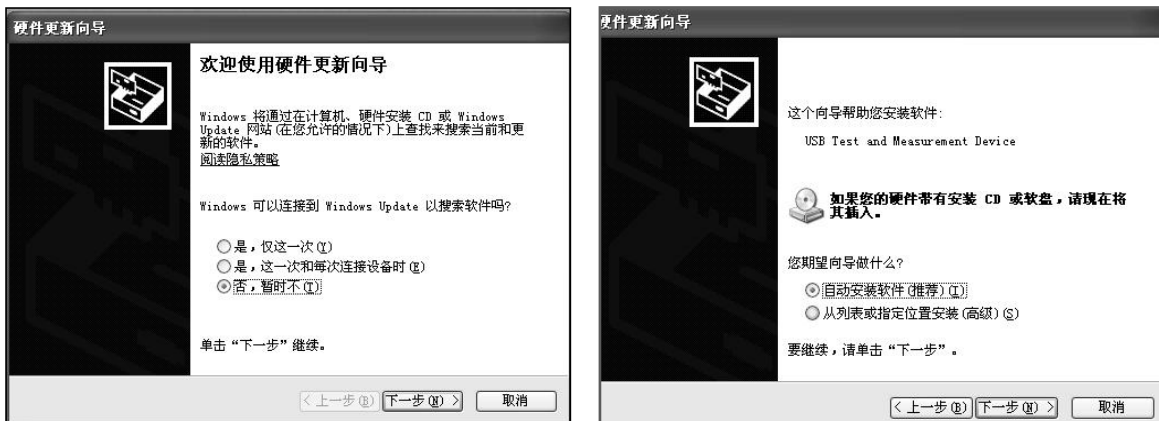 硬件更新向导
欢迎使用硬件更新向导
Windows 将通过在计算机、硬件安装 CD 或 Windows
Update 网站(在您允许的情况下)上查找来搜索当前和更
新的软件。
阅读隐私策略
Windows 可以连接到 Windows Update 以搜索软件吗?
是，仅这一次(Y)
是，这一次和每次连接设备时(E)
否，暂时不(T)
单击“下一步”继续。
< 上一步(B) 下一步(N) > 取消
硬件更新向导
这个向导帮助您安装软件:
USB Test and Measurement Device
如果您的硬件带有安装 CD 或软盘，请现在将
其插入。
您期望向导做什么?
自动安装软件(推荐)(I)
从列表或指定位置安装(高级)(S)
要继续，请单击“下一步”。
< 上一步(B) 下一步(N) > 取消